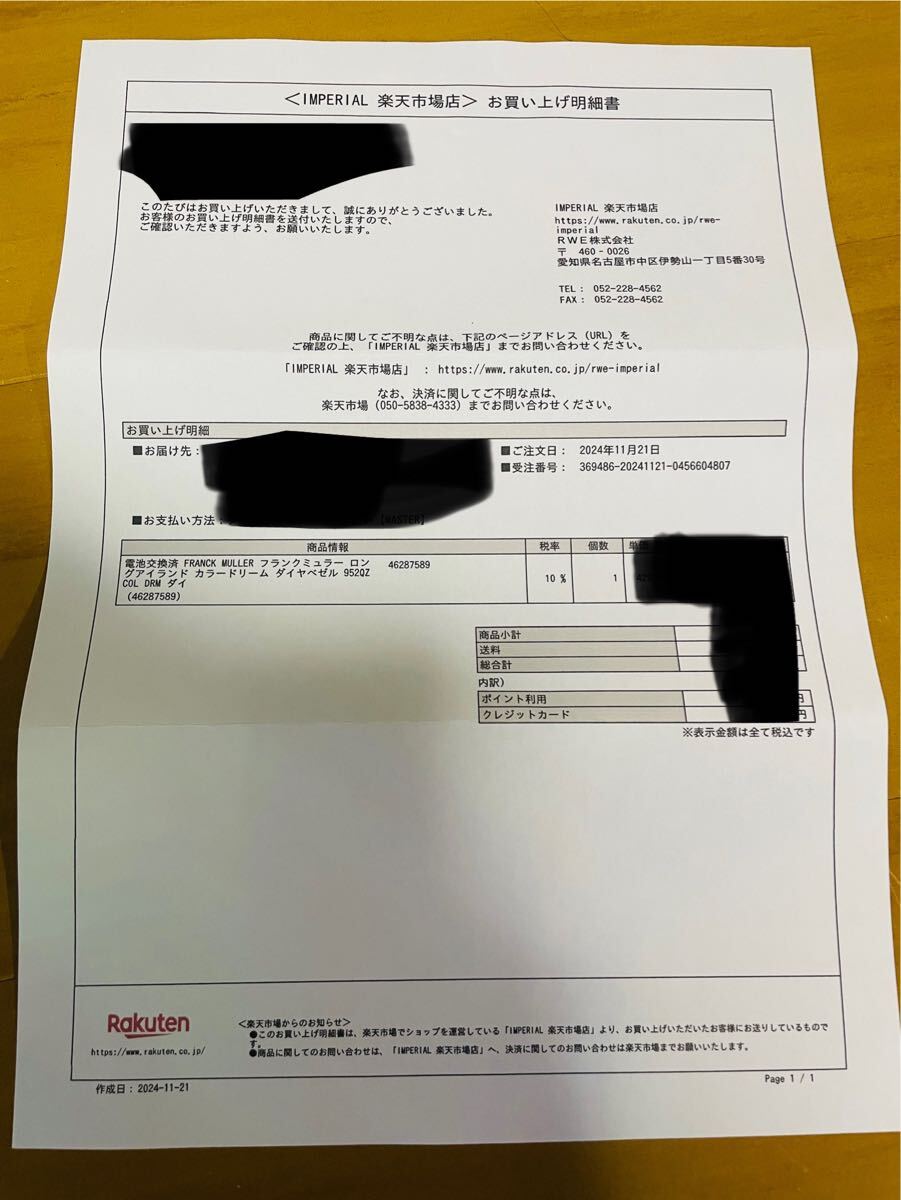 ＜IMPERIAL 楽天市場店＞ お買い上げ明細書
このたびはお買い上げいただきまして、誠にありがとうございました。
お客様のお買い上げ明細書を送付いたしますので、
ご確認いただきますよう、お願いいたします。
IMPERIAL 楽天市場店
https://www.rakuten.co.jp/rwe-
imperial
ＲＷＥ株式会社
〒 460‐0026
愛知県名古屋市中区伊勢山一丁目5番30号
TEL： 052-228-4562
FAX： 052-228-4562
商品に関してご不明な点は、下記のページアドレス（URL）を
ご確認の上、「IMPERIAL 楽天市場店」までお問い合わせください。
「IMPERIAL 楽天市場店」 ： https://www.rakuten.co.jp/rwe-imperial
なお、決済に関してご不明な点は、
楽天市場（050-5838-4333）までお問い合わせください。
お買い上げ明細
■お届け先：
■ご注文日： 2024年11月21日
■受注番号： 369486-20241121-0456604807
■お支払い方法： 【MASTER】
商品情報 税率 個数 単
電池交換済 FRANCK MULLER フランクミュラー ロン 46287589
グアイランド カラードリーム ダイヤベゼル 952QZ
COL DRM ダイ
(46287589)
10 % 1
商品小計
送料
総合計
内訳）
ポイント利用 円
クレジットカード 円
※表示金額は全て税込です
Rakuten
https://www.rakuten.co.jp/
＜楽天市場からのお知らせ＞
●このお買い上げ明細書は、楽天市場でショップを運営している「IMPERIAL 楽天市場店」より、お買い上げいただいたお客様にお送りしているもので
す。
●商品に関してのお問い合わせは、「IMPERIAL 楽天市場店」へ、決済に関してのお問い合わせは楽天市場までお願いいたします。
作成日：2024-11-21
Page 1 / 1